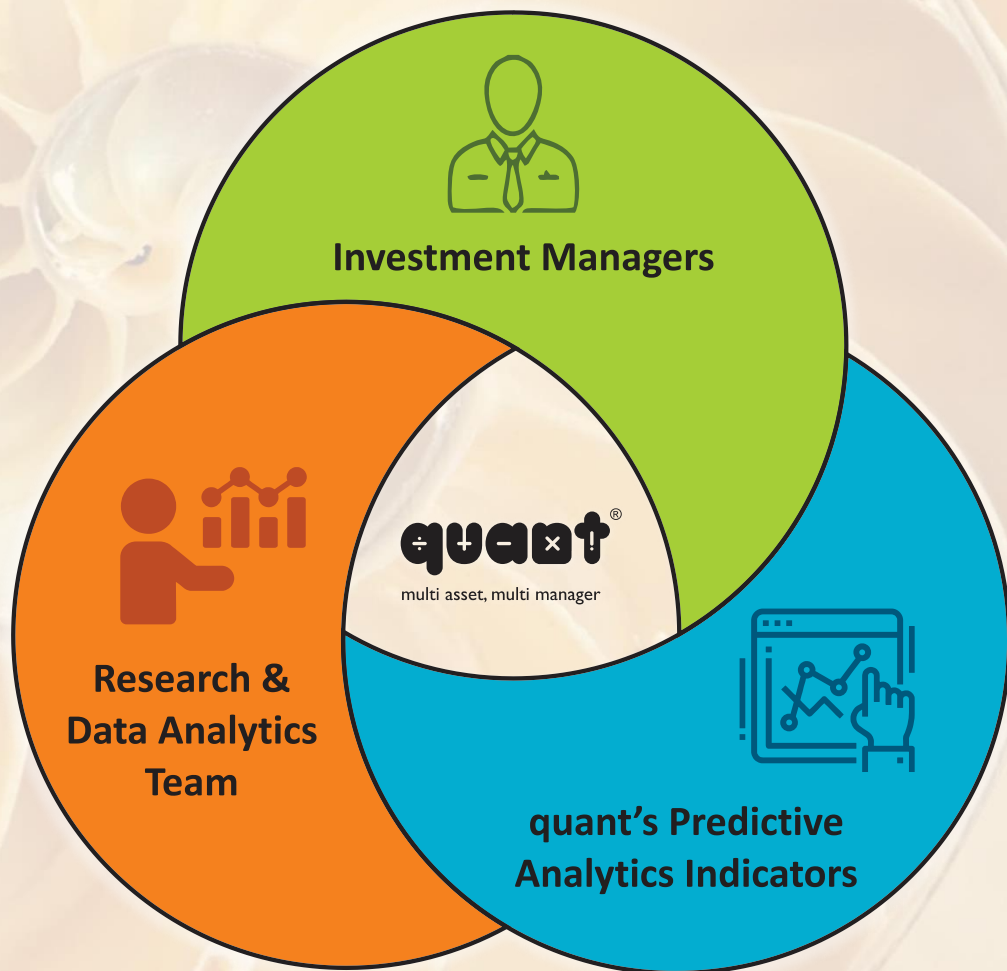 Investment Managers
quant®
multi asset, multi manager
Research &
Data Analytics
Team
quant’s Predictive
Analytics Indicators